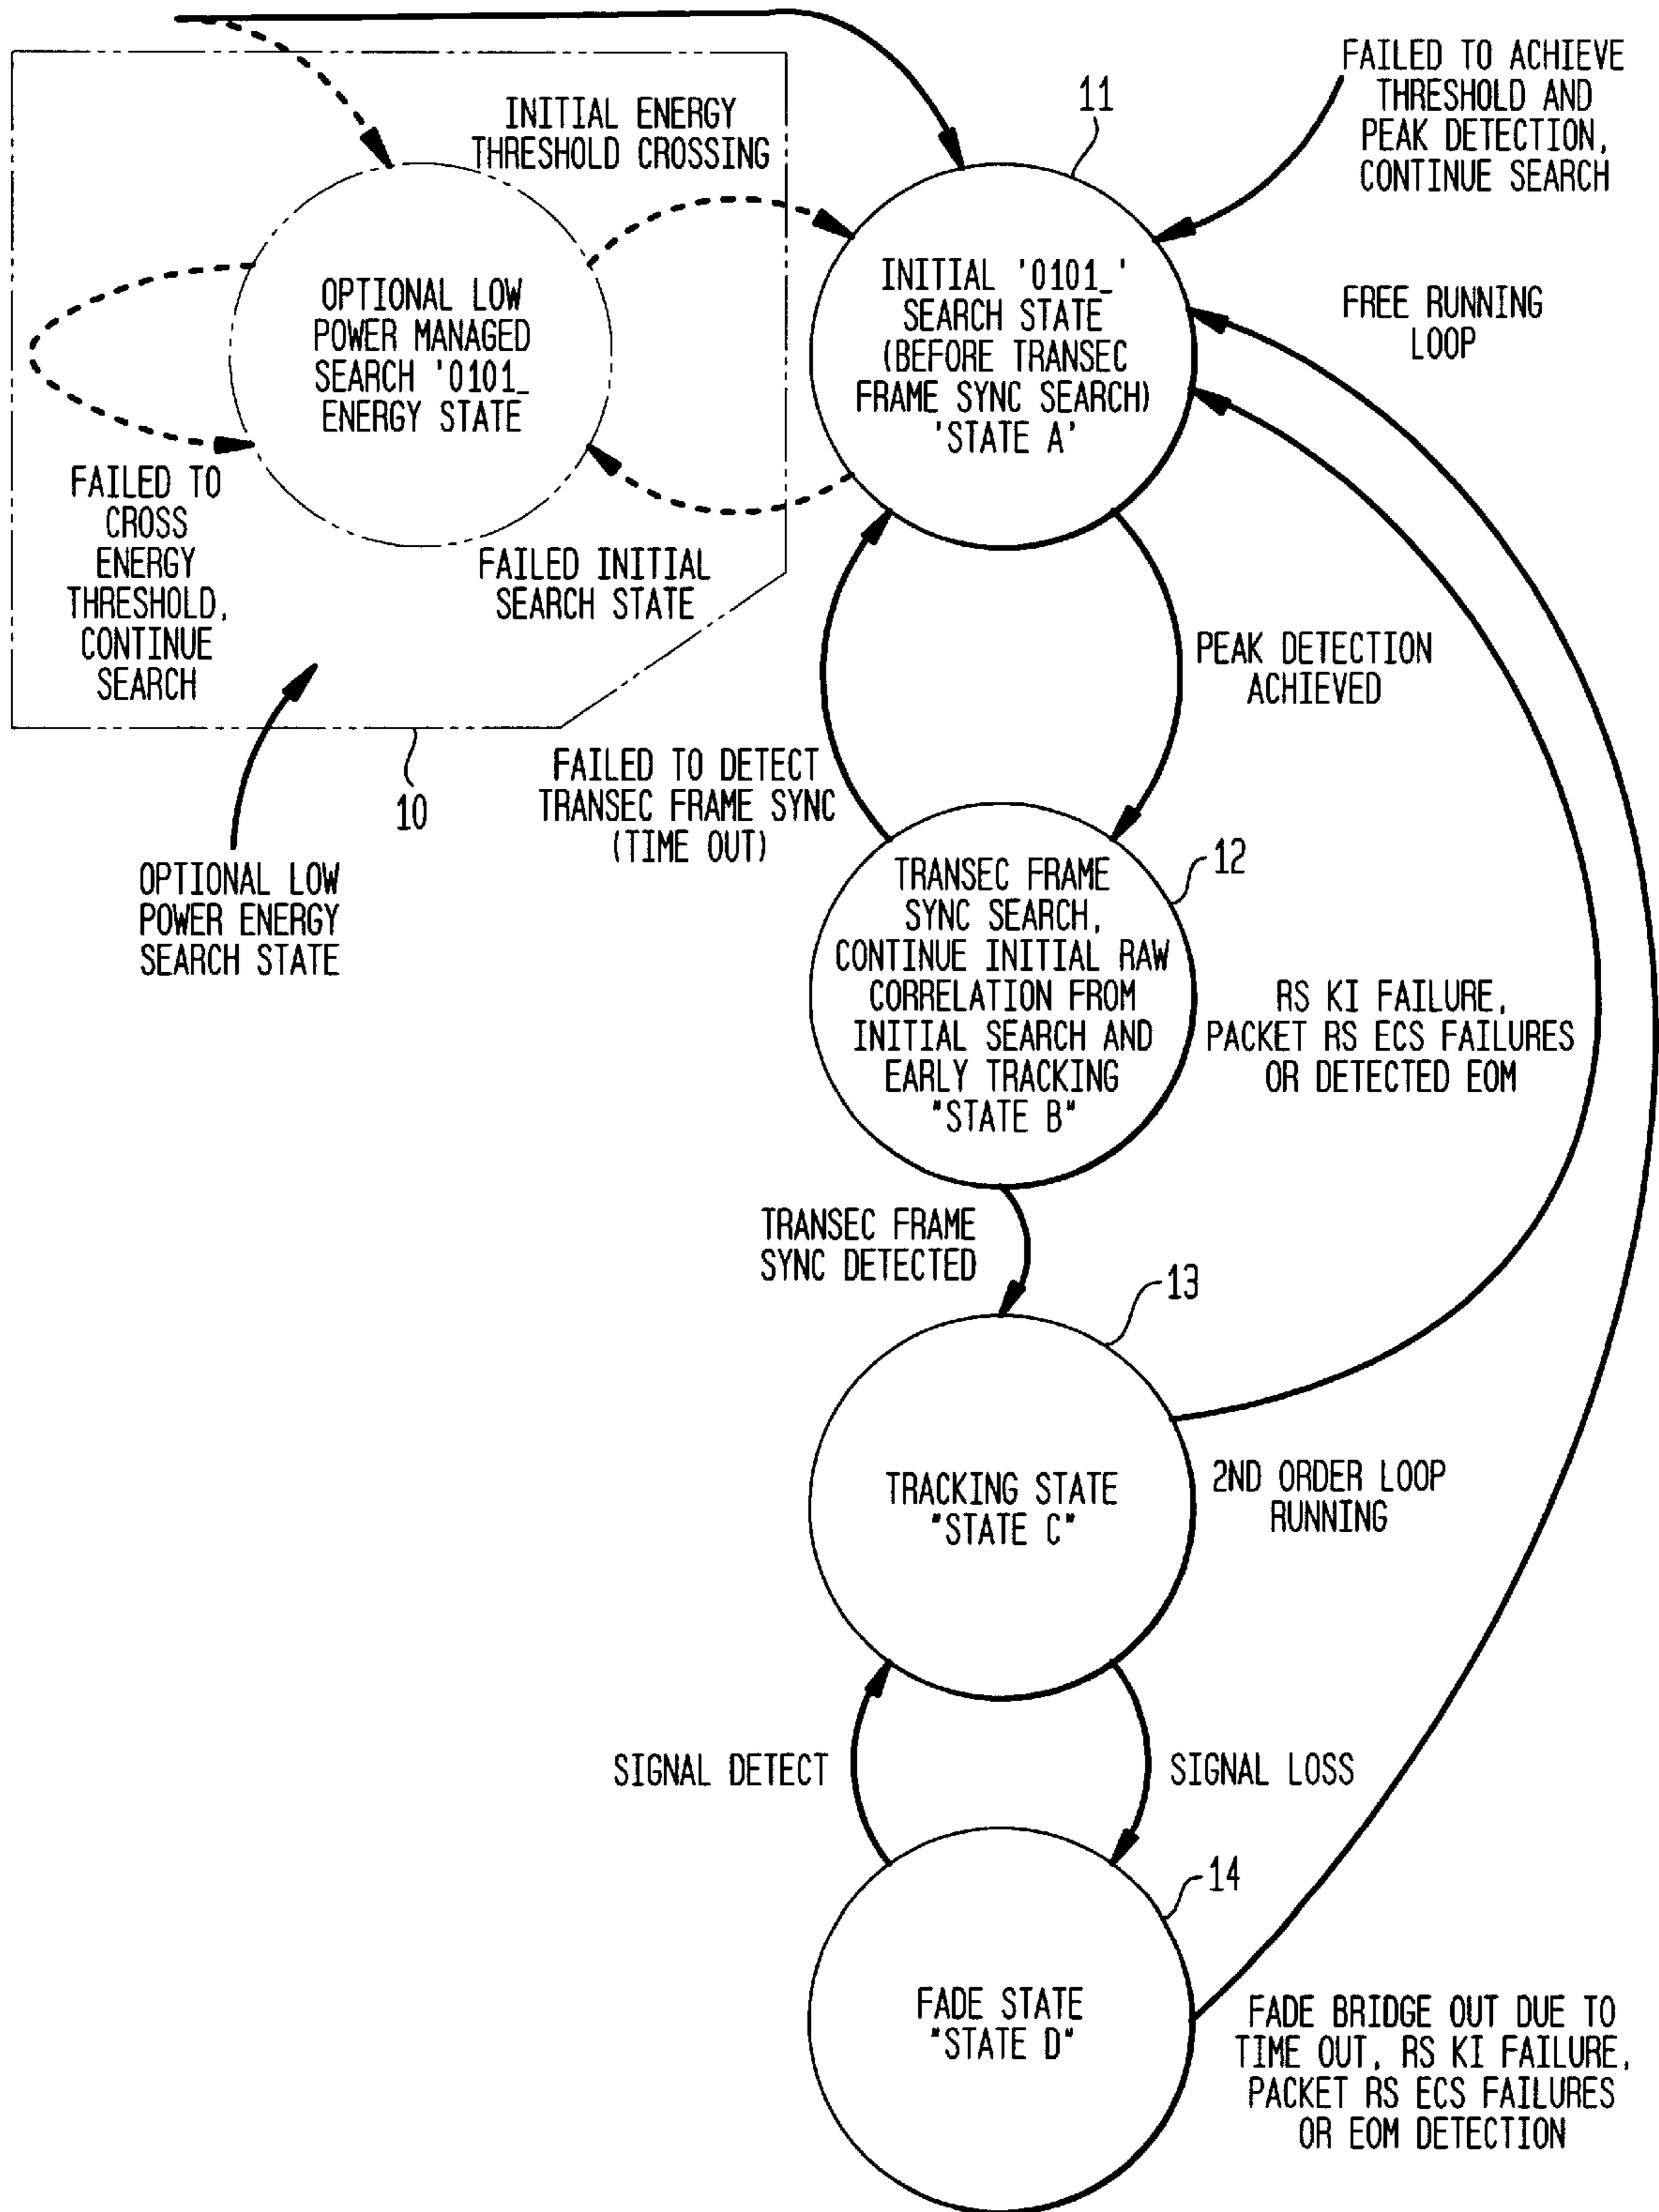 INITIAL ENERGY
THRESHOLD CROSSING
11
FAILED TO ACHIEVE
THRESHOLD AND
PEAK DETECTION,
CONTINUE SEARCH
OPTIONAL LOW
POWER MANAGED
SEARCH '0101_
ENERGY STATE
INITIAL '0101_'
SEARCH STATE
(BEFORE TRANSEC
FRAME SYNC SEARCH)
'STATE A'
FREE RUNNING
LOOP
FAILED TO
CROSS
ENERGY
THRESHOLD,
CONTINUE
SEARCH
FAILED INITIAL
SEARCH STATE
PEAK DETECTION
ACHIEVED
10
FAILED TO DETECT
TRANSEC FRAME SYNC
(TIME OUT)
OPTIONAL LOW
POWER ENERGY
SEARCH STATE
12
TRANSEC FRAME
SYNC SEARCH,
CONTINUE INITIAL RAW
CORRELATION FROM
INITIAL SEARCH AND
EARLY TRACKING
"STATE B"
RS KI FAILURE,
PACKET RS ECS FAILURES
OR DETECTED EOM
TRANSEC FRAME
SYNC DETECTED
13
TRACKING STATE
"STATE C"
2ND ORDER LOOP
RUNNING
SIGNAL DETECT
SIGNAL LOSS
14
FADE STATE
"STATE D"
FADE BRIDGE OUT DUE TO
TIME OUT, RS KI FAILURE,
PACKET RS ECS FAILURES
OR EOM DETECTION